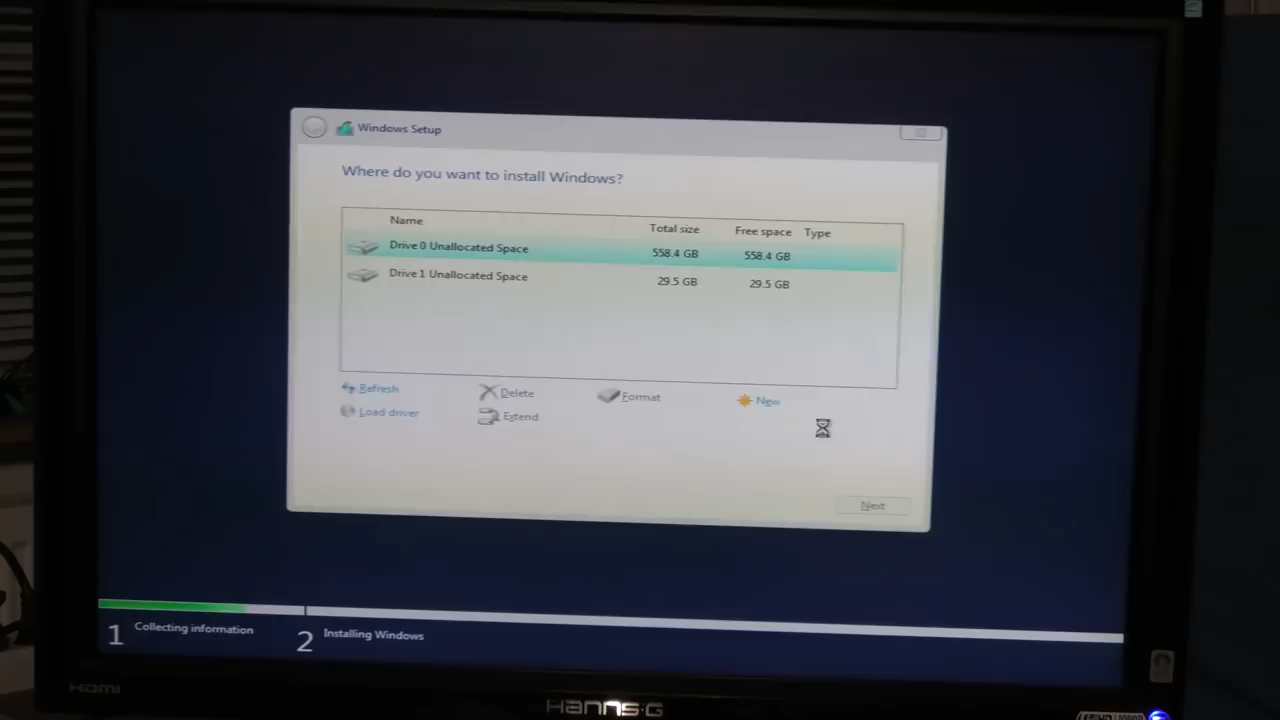 Windows Setup
Where do you want to install Windows?
Name Total size Free space Type
Drive 0 Unallocated Space 558.4 GB 558.4 GB
Drive 1 Unallocated Space 29.5 GB 29.5 GB
Refresh Delete Format New
Load driver Extend
Next
1 Collecting information 2 Installing Windows
HDMI
HANNS·G